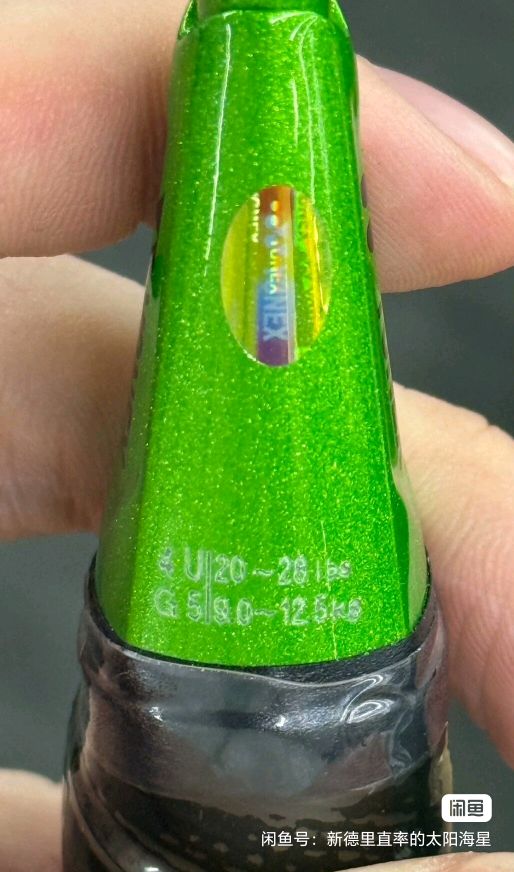 YONEX
4 U 20~28 lbs
G 5 9.0~12.5kg
闲鱼
闲鱼号：新德里直率的太阳海星